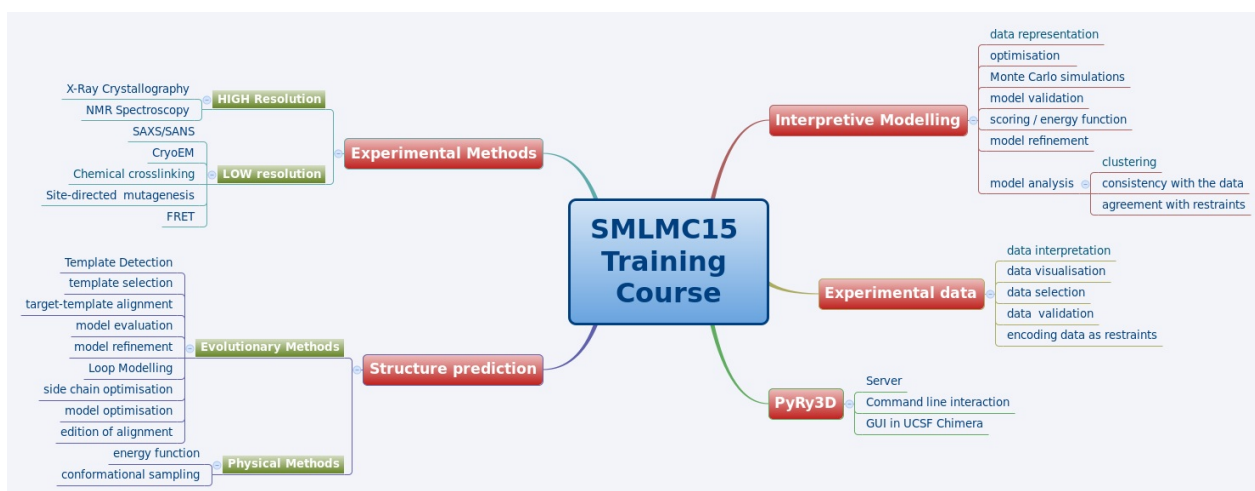 SMLMC15
Training
Course
Experimental Methods
HIGH Resolution
X-Ray Crystallography
NMR Spectroscopy
LOW resolution
SAXS/SANS
CryoEM
Chemical crosslinking
Site-directed mutagenesis
FRET
Structure prediction
Evolutionary Methods
Template Detection
template selection
target-template alignment
model evaluation
model refinement
Loop Modelling
side chain optimisation
model optimisation
edition of alignment
Physical Methods
energy function
conformational sampling
Interpretive Modelling
data representation
optimisation
Monte Carlo simulations
model validation
scoring / energy function
model refinement
model analysis
clustering
consistency with the data
agreement with restraints
Experimental data
data interpretation
data visualisation
data selection
data validation
encoding data as restraints
PyRy3D
Server
Command line interaction
GUI in UCSF Chimera